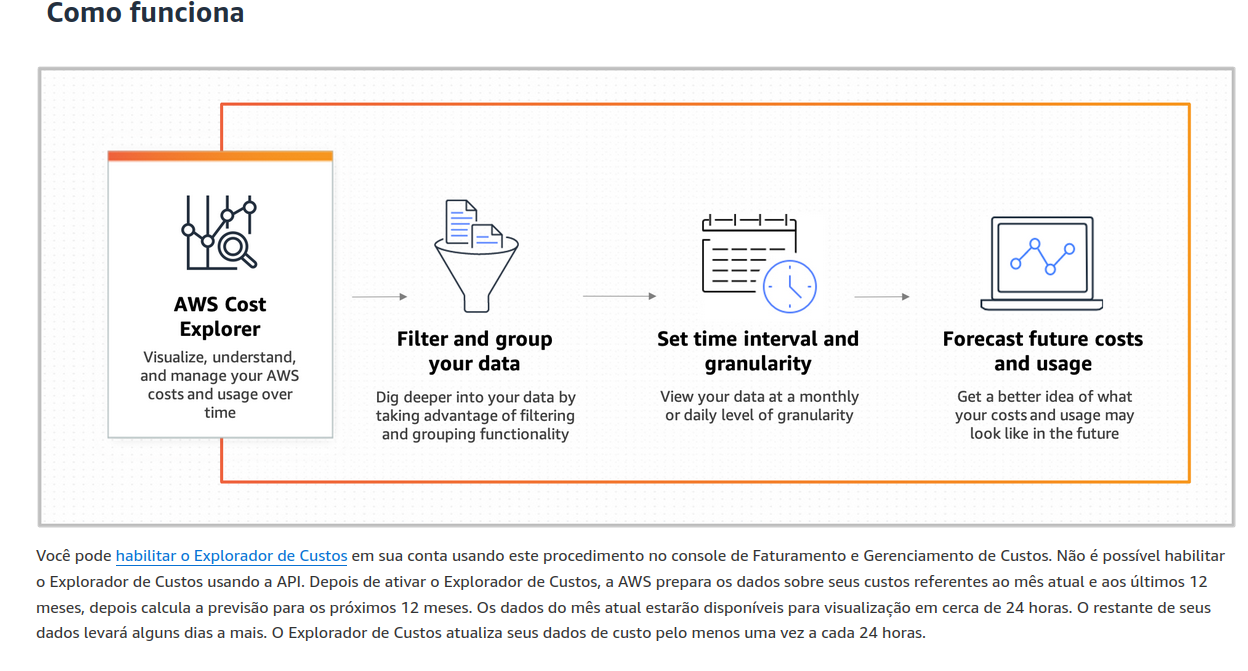 Como funciona
AWS Cost
Explorer
Visualize, understand,
and manage your AWS
costs and usage over
time
Filter and group
your data
Dig deeper into your data by
taking advantage of filtering
and grouping functionality
Set time interval and
granularity
View your data at a monthly
or daily level of granularity
Forecast future costs
and usage
Get a better idea of what
your costs and usage may
look like in the future
Você pode habilitar o Explorador de Custos em sua conta usando este procedimento no console de Faturamento e Gerenciamento de Custos. Não é possível habilitar
o Explorador de Custos usando a API. Depois de ativar o Explorador de Custos, a AWS prepara os dados sobre seus custos referentes ao mês atual e aos últimos 12
meses, depois calcula a previsão para os próximos 12 meses. Os dados do mês atual estarão disponíveis para visualização em cerca de 24 horas. O restante de seus
dados levará alguns dias a mais. O Explorador de Custos atualiza seus dados de custo pelo menos uma vez a cada 24 horas.